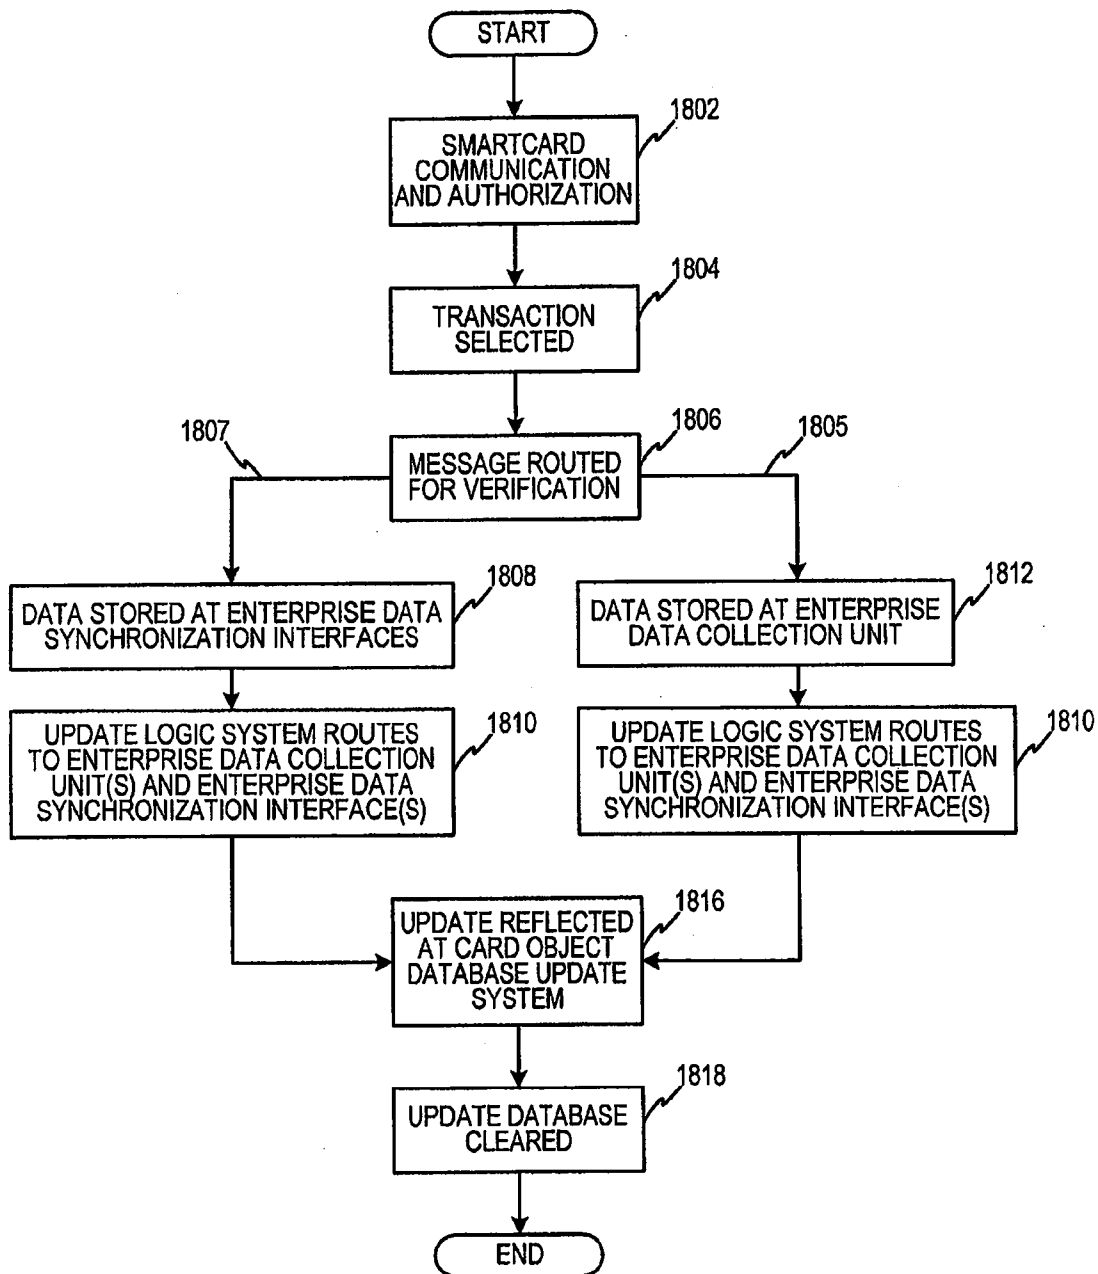 START
1802
SMARTCARD
COMMUNICATION
AND AUTHORIZATION
1804
TRANSACTION
SELECTED
1807
1806
1805
MESSAGE ROUTED
FOR VERIFICATION
1808
DATA STORED AT ENTERPRISE DATA
SYNCHRONIZATION INTERFACES
1812
DATA STORED AT ENTERPRISE
DATA COLLECTION UNIT
1810
UPDATE LOGIC SYSTEM ROUTES
TO ENTERPRISE DATA COLLECTION
UNIT(S) AND ENTERPRISE DATA
SYNCHRONIZATION INTERFACE(S)
1810
UPDATE LOGIC SYSTEM ROUTES
TO ENTERPRISE DATA COLLECTION
UNIT(S) AND ENTERPRISE DATA
SYNCHRONIZATION INTERFACE(S)
1816
UPDATE REFLECTED
AT CARD OBJECT
DATABASE UPDATE
SYSTEM
1818
UPDATE DATABASE
CLEARED
END